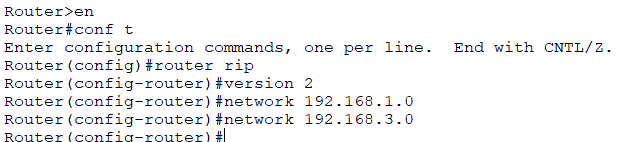 Router>en
Router#conf t
Enter configuration commands, one per line.  End with CNTL/Z.
Router(config)#router rip
Router(config-router)#version 2
Router(config-router)#network 192.168.1.0
Router(config-router)#network 192.168.3.0
Router(config-router)#